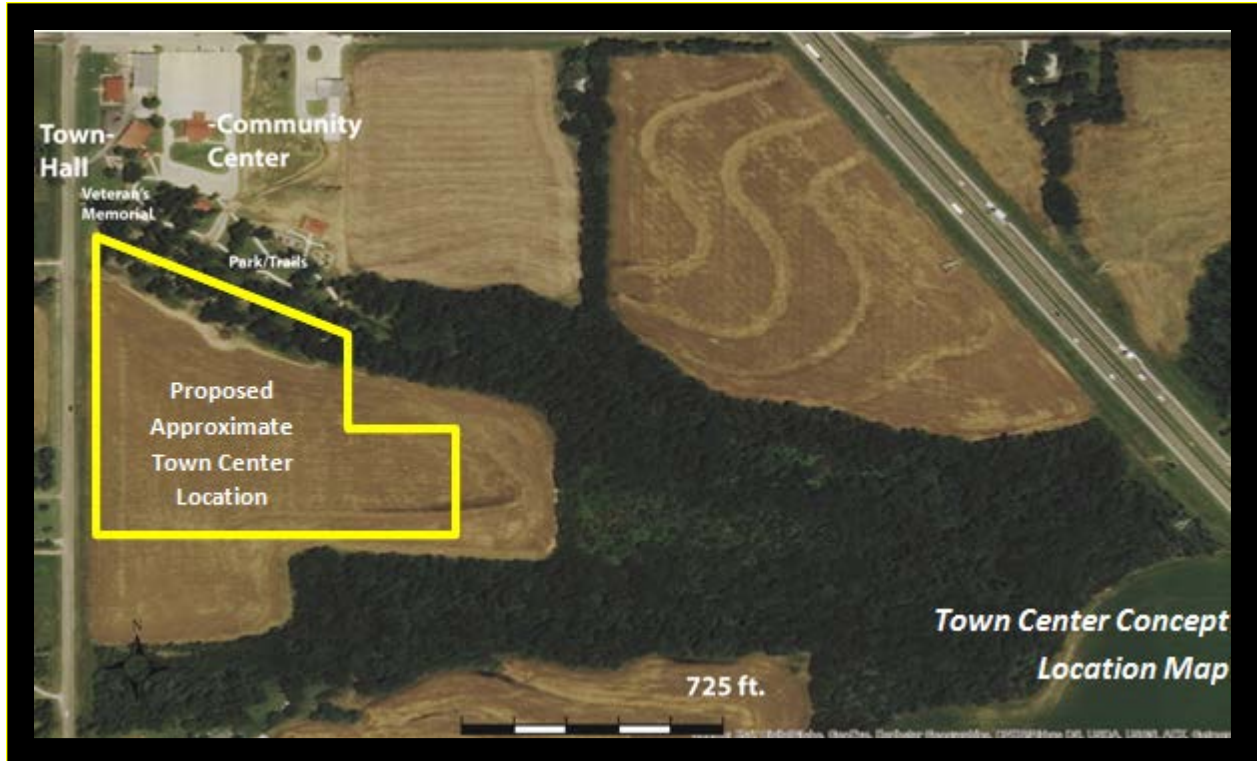 Town-
Hall
-Community
Center
Veteran's
Memorial
Park/Trails
Proposed
Approximate
Town Center
Location
Town Center Concept
Location Map
N
725 ft.